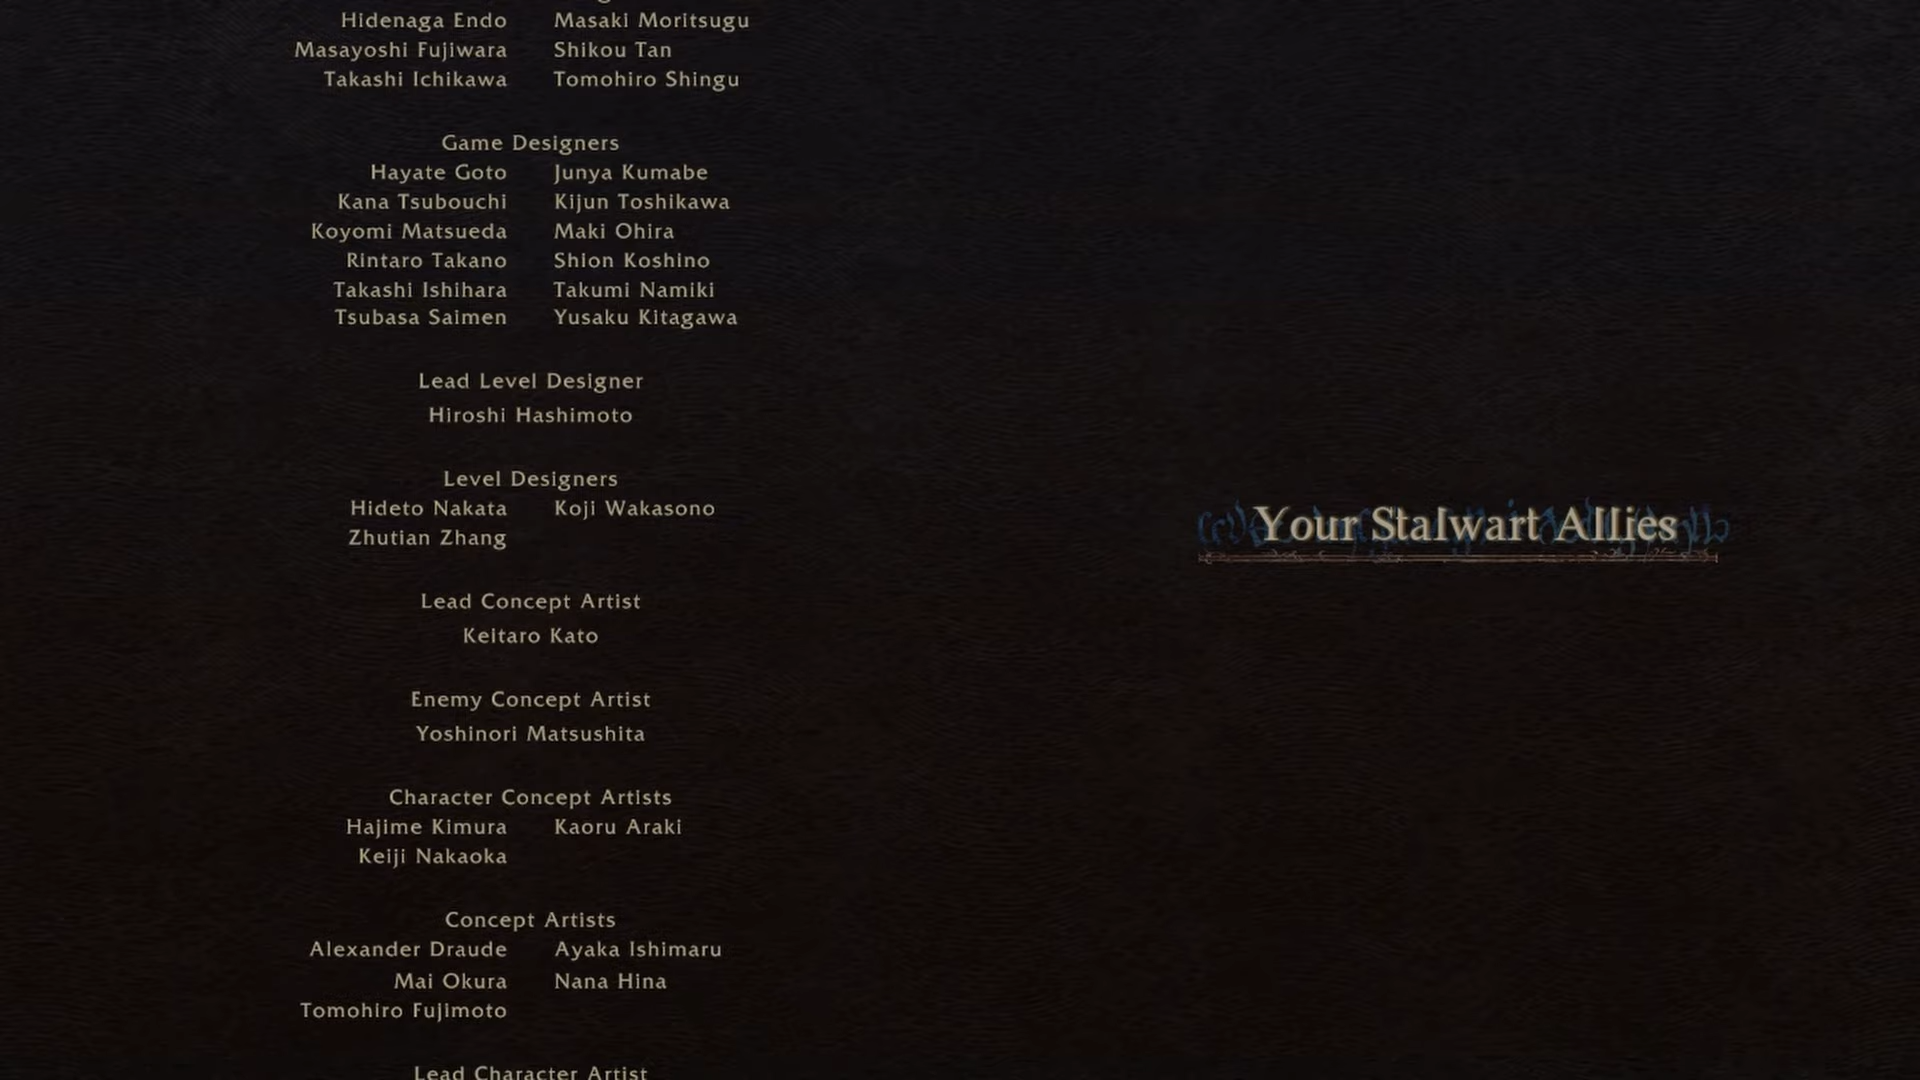 Hidenaga Endo Masaki Moritsugu
Masayoshi Fujiwara Shikou Tan
Takashi Ichikawa Tomohiro Shingu
Game Designers
Hayate Goto Junya Kumabe
Kana Tsubouchi Kijun Toshikawa
Koyomi Matsueda Maki Ohira
Rintaro Takano Shion Koshino
Takashi Ishihara Takumi Namiki
Tsubasa Saimen Yusaku Kitagawa
Lead Level Designer
Hiroshi Hashimoto
Level Designers
Hideto Nakata Koji Wakasono
Zhutian Zhang
Lead Concept Artist
Keitaro Kato
Enemy Concept Artist
Yoshinori Matsushita
Character Concept Artists
Hajime Kimura Kaoru Araki
Keiji Nakaoka
Concept Artists
Alexander Draude Ayaka Ishimaru
Mai Okura Nana Hina
Tomohiro Fujimoto
Lead Character Artist
Your Stalwart Allies